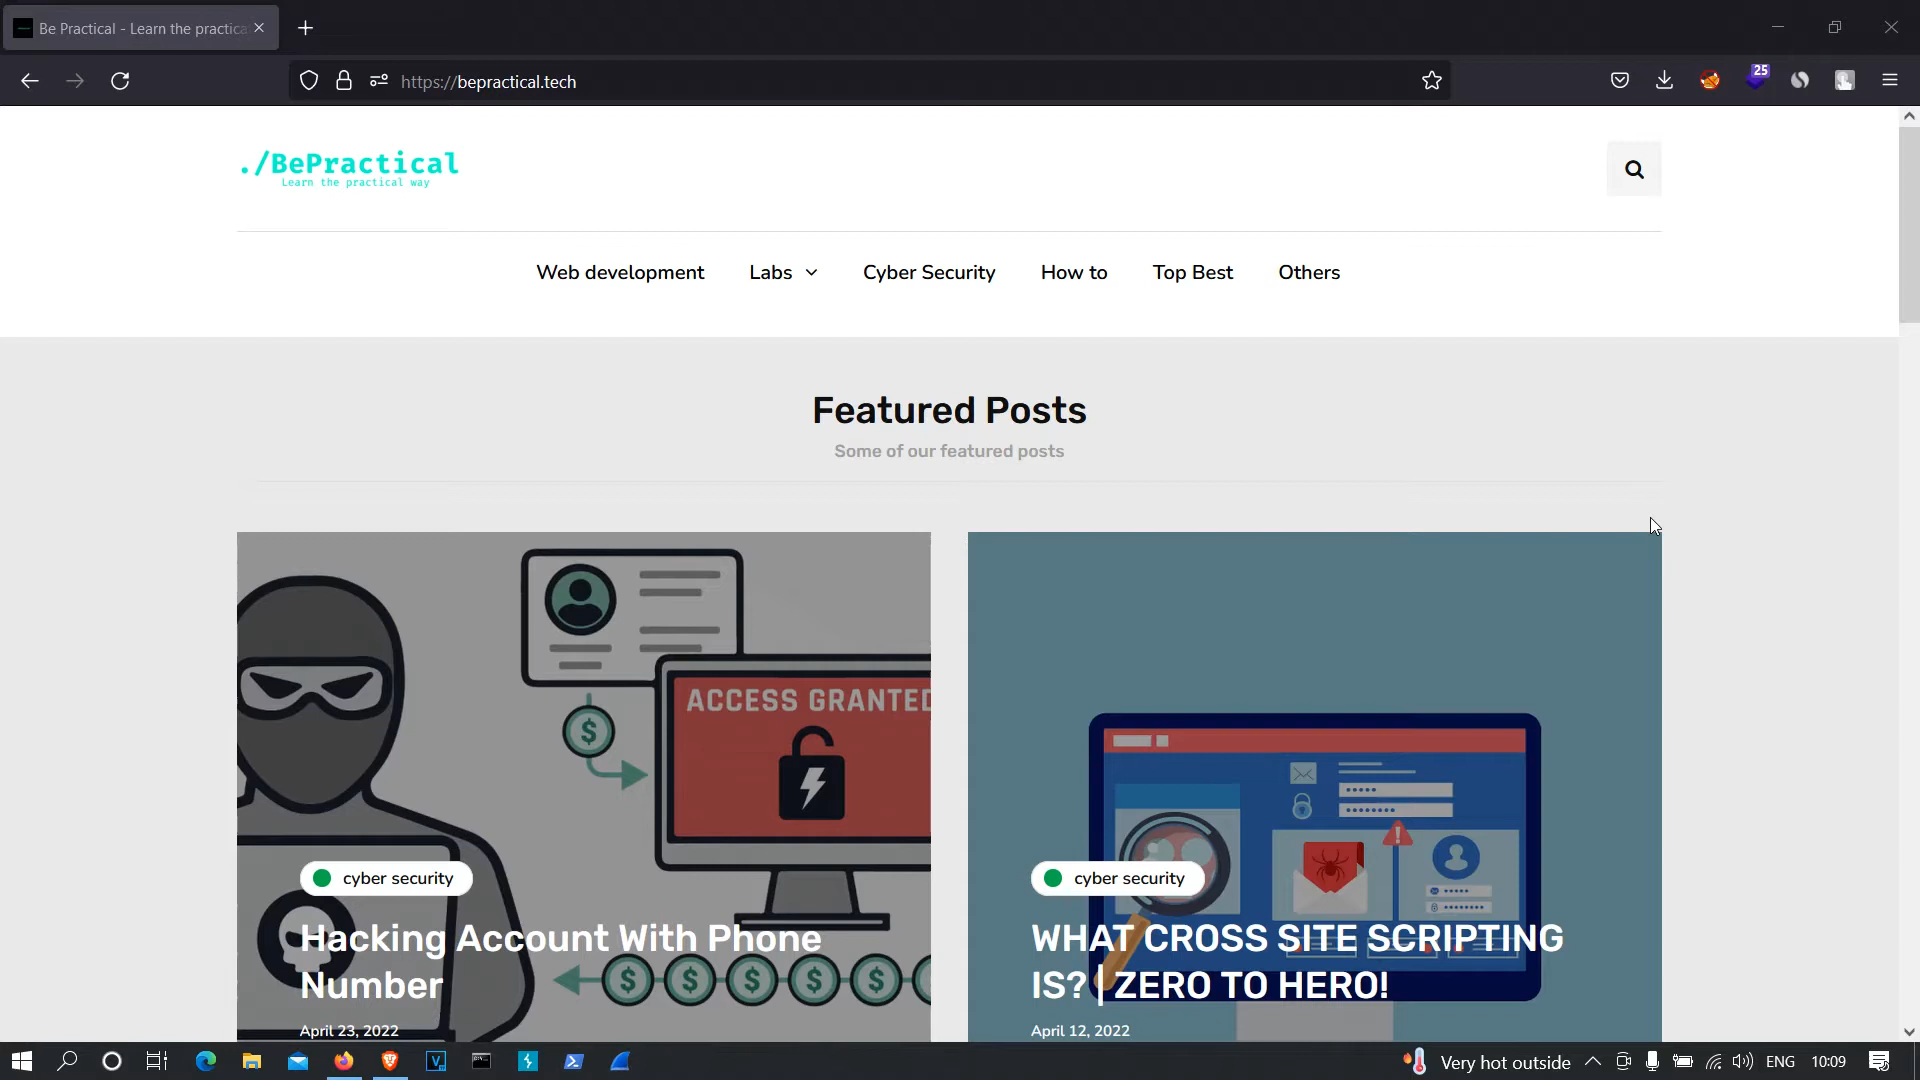 Be Practical - Learn the practica
https://bepractical.tech
25
./BePractical
Learn the practical way
Web development
Labs
Cyber Security
How to
Top Best
Others
Featured Posts
Some of our featured posts
ACCESS GRANTED
cyber security
Hacking Account With Phone
Number
April 23, 2022
cyber security
WHAT CROSS SITE SCRIPTING
IS? | ZERO TO HERO!
April 12, 2022
Very hot outside
ENG
10:09